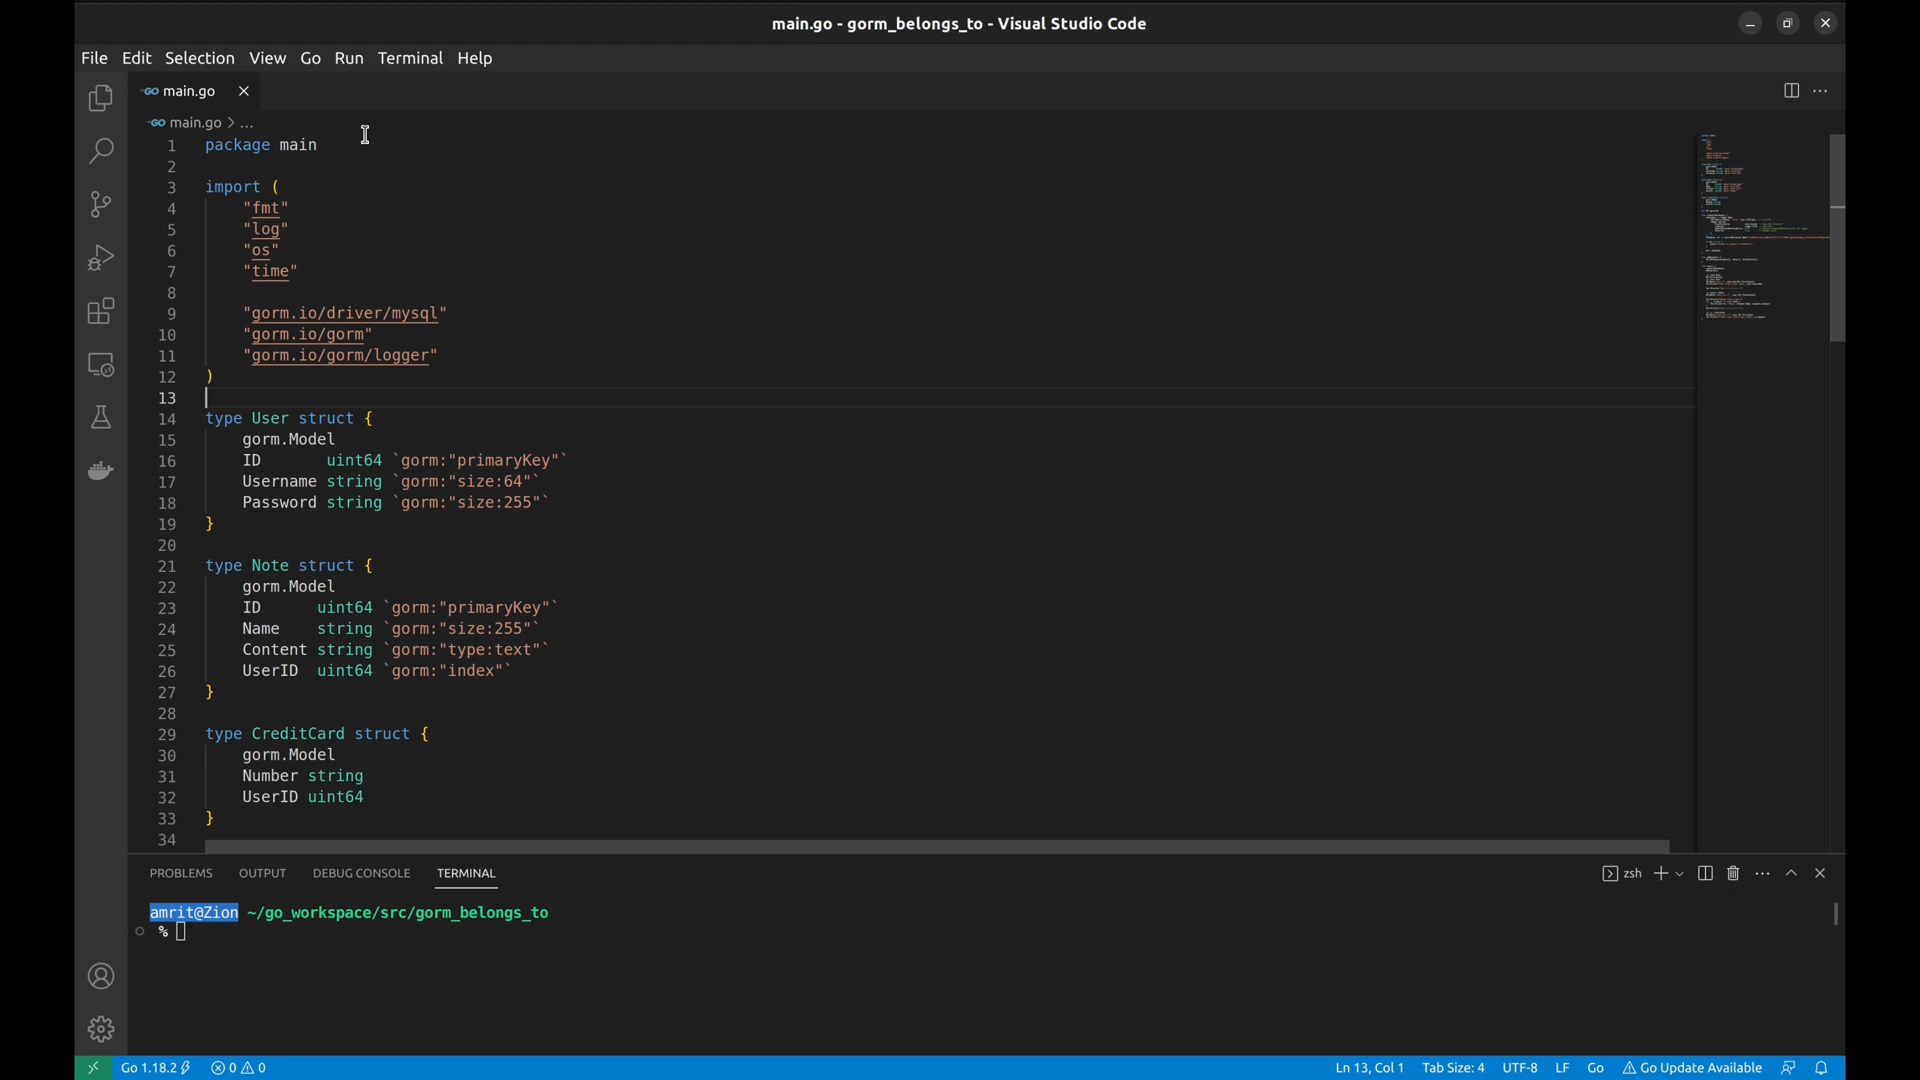 main.go - gorm_belongs_to - Visual Studio Code
File Edit Selection View Go Run Terminal Help
GO main.go
GO main.go > ...
1 package main
2
3 import (
4 "fmt"
5 "log"
6 "os"
7 "time"
8
9 "gorm.io/driver/mysql"
10 "gorm.io/gorm"
11 "gorm.io/gorm/logger"
12 )
13
14 type User struct {
15 gorm.Model
16 ID uint64 `gorm:"primaryKey"`
17 Username string `gorm:"size:64"`
18 Password string `gorm:"size:255"`
19 }
20
21 type Note struct {
22 gorm.Model
23 ID uint64 `gorm:"primaryKey"`
24 Name string `gorm:"size:255"`
25 Content string `gorm:"type:text"`
26 UserID uint64 `gorm:"index"`
27 }
28
29 type CreditCard struct {
30 gorm.Model
31 Number string
32 UserID uint64
33 }
34
PROBLEMS OUTPUT DEBUG CONSOLE TERMINAL zsh
amrit@Zion ~/go_workspace/src/gorm_belongs_to
%
Go 1.18.2 0 0 Ln 13, Col 1 Tab Size: 4 UTF-8 LF Go Go Update Available